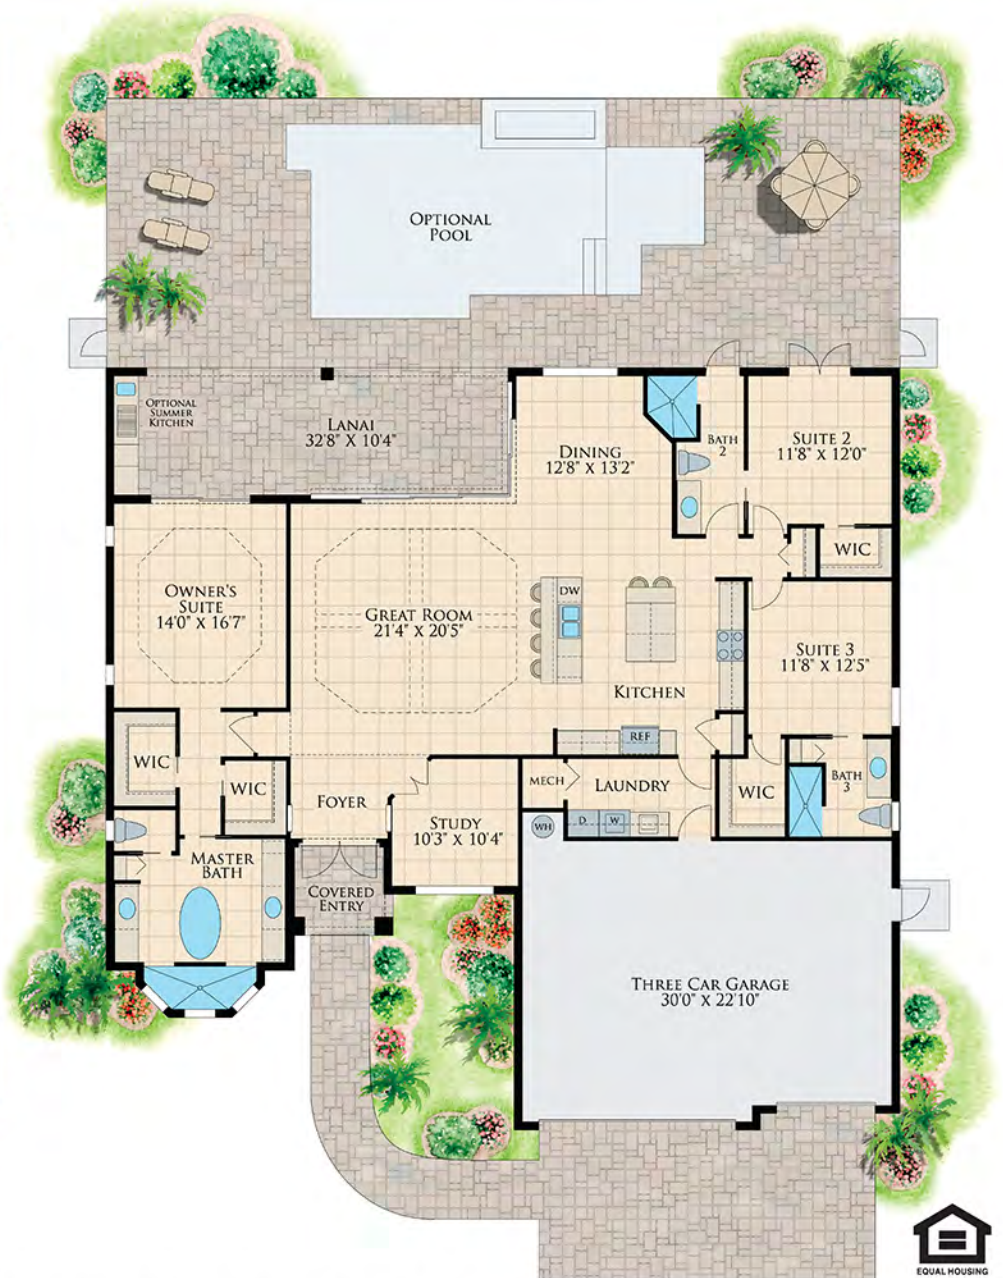 OPTIONAL
POOL
OPTIONAL
SUMMER
KITCHEN
LANAI
32'8" X 10'4"
DINING
12'8" X 13'2"
BATH
2
SUITE 2
11'8" X 12'0"
WIC
OWNER'S
SUITE
14'0" X 16'7"
GREAT ROOM
21'4" X 20'5"
DW
KITCHEN
SUITE 3
11'8" X 12'5"
REF
WIC
WIC
FOYER
MECH
LAUNDRY
WIC
BATH
3
STUDY
10'3" X 10'4"
WH
D
W
MASTER
BATH
COVERED
ENTRY
THREE CAR GARAGE
30'0" X 22'10"
EQUAL HOUSING